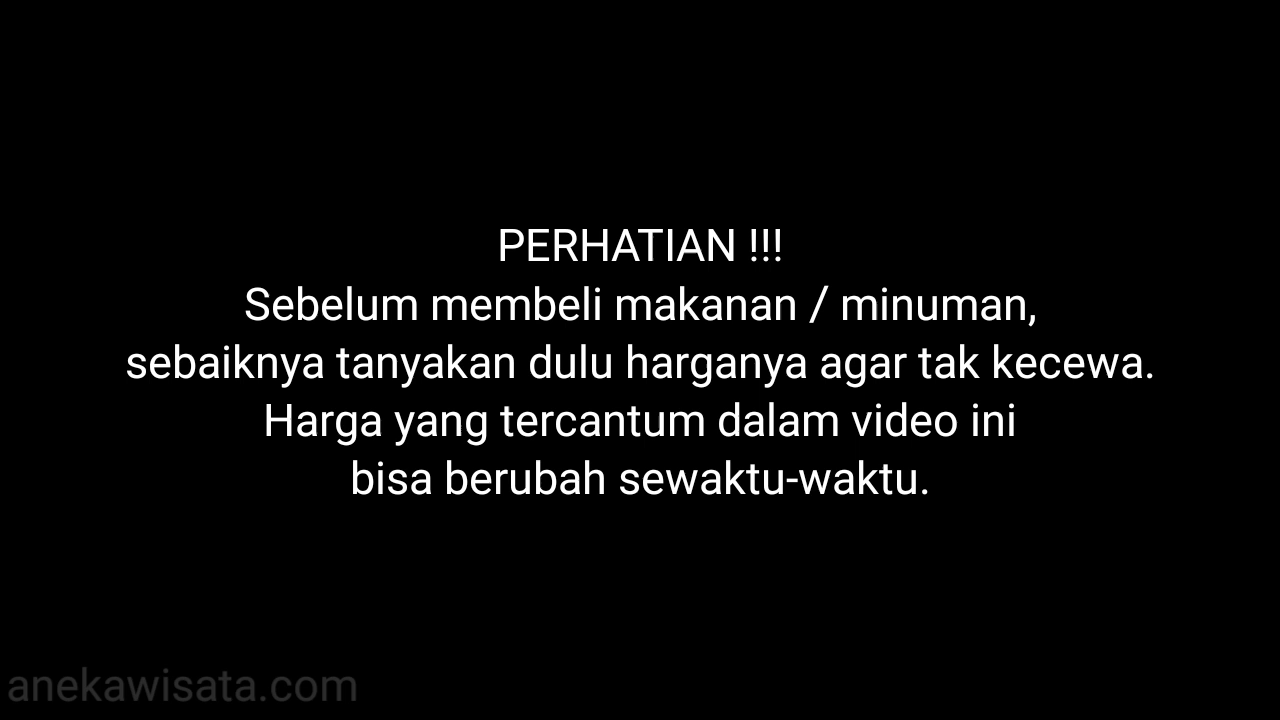 PERHATIAN !!!
Sebelum membeli makanan / minuman,
sebaiknya tanyakan dulu harganya agar tak kecewa.
Harga yang tercantum dalam video ini
bisa berubah sewaktu-waktu.
anekawisata.com